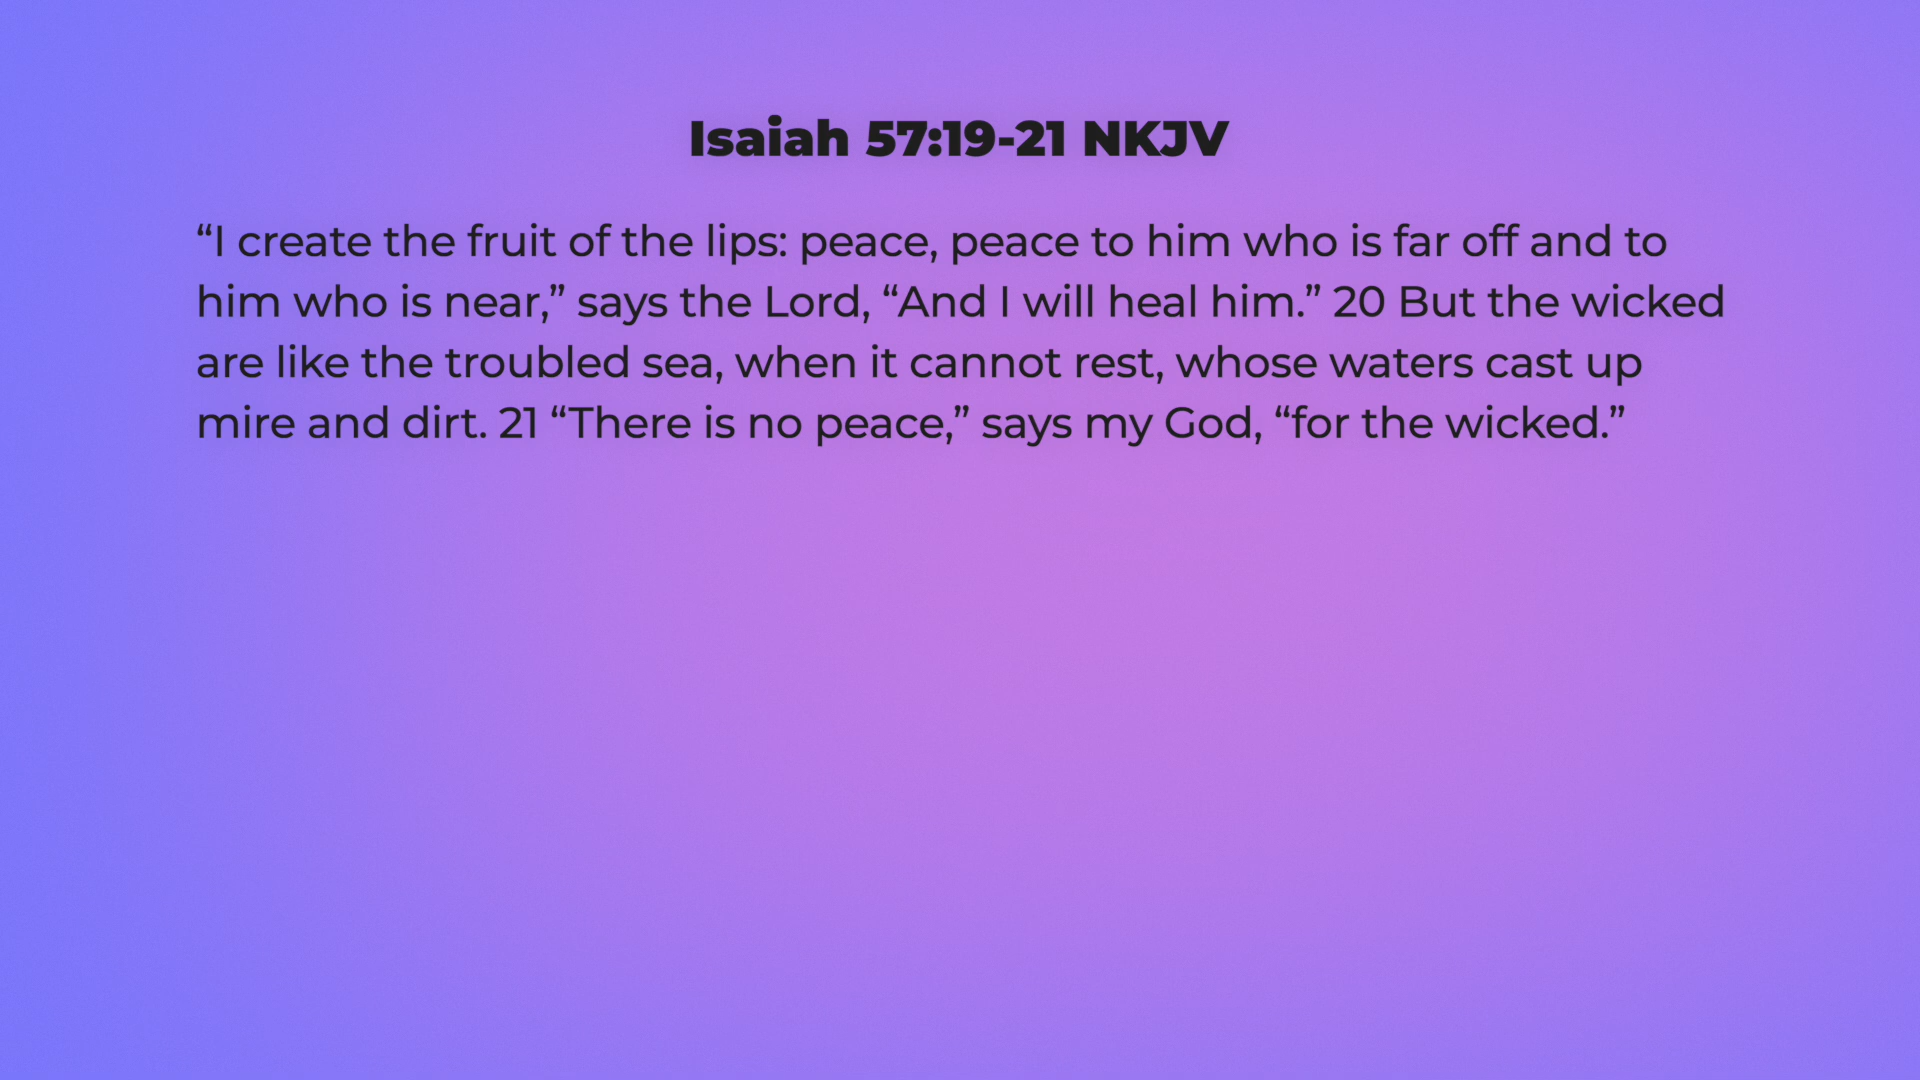 Isaiah 57:19-21 NKJV
“I create the fruit of the lips: peace, peace to him who is far off and to
him who is near,” says the Lord, “And I will heal him.” 20 But the wicked
are like the troubled sea, when it cannot rest, whose waters cast up
mire and dirt. 21 “There is no peace,” says my God, “for the wicked.”